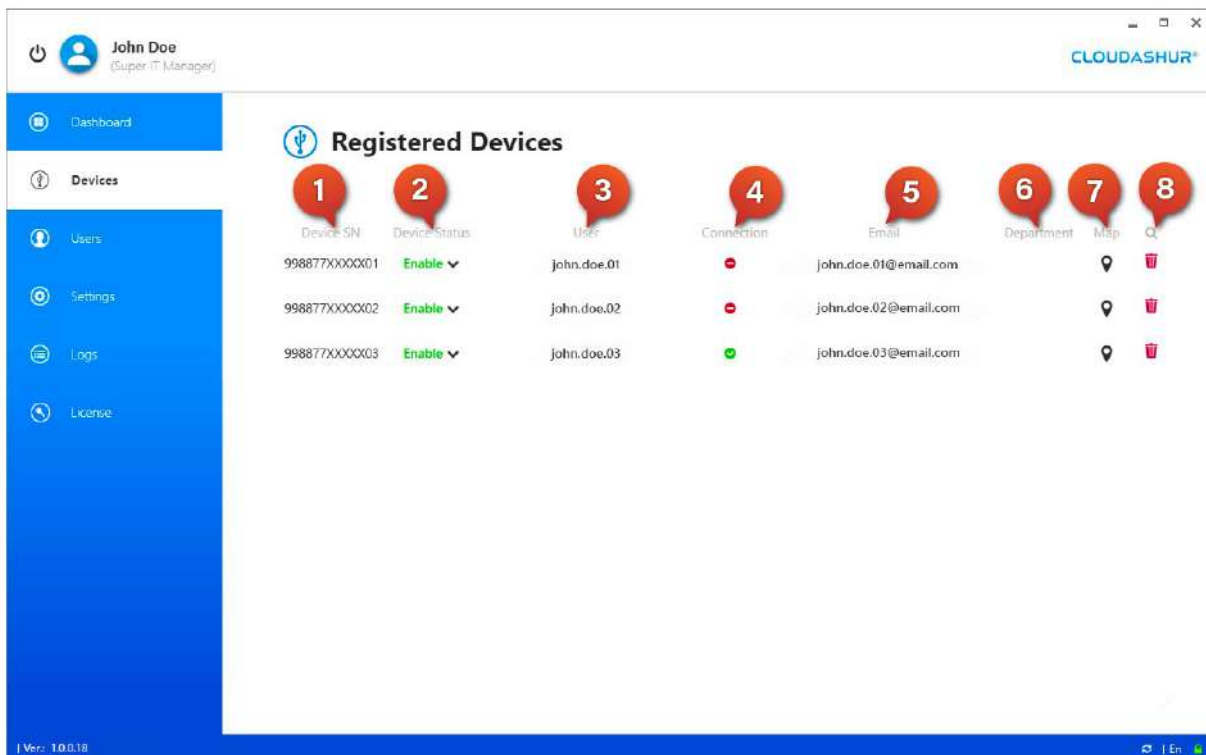 John Doe
(Super IT Manager)
CLOUDASHUR®
Dashboard
Devices
Users
Settings
Logs
License
Registered Devices
1 2 3 4 5 6 7 8
Device SN Device Status User Connection Email Department Map
998877XXXXX01 Enable john.doe.01 john.doe.01@email.com
998877XXXXX02 Enable john.doe.02 john.doe.02@email.com
998877XXXXX03 Enable john.doe.03 john.doe.03@email.com
| Ver.: 1.0.0.18 | En